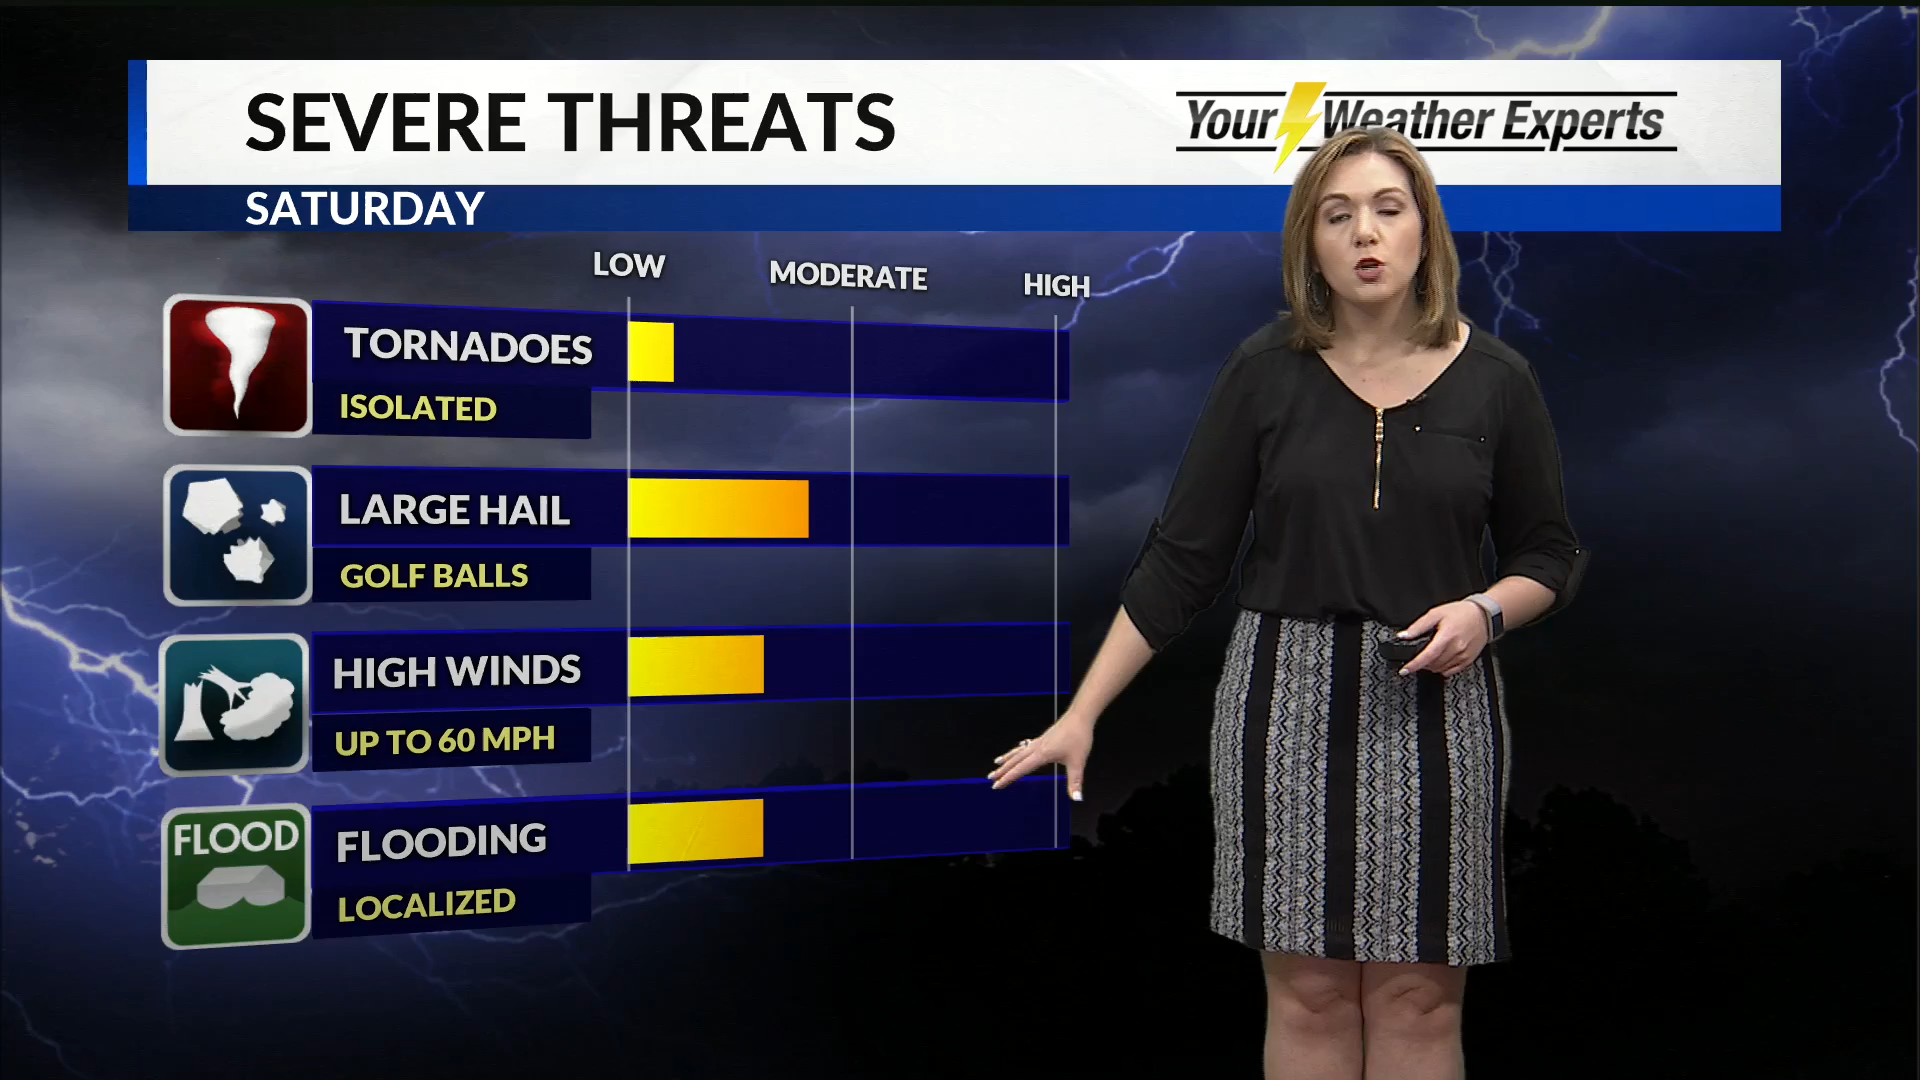 SEVERE THREATS
Your Weather Experts
SATURDAY
LOW MODERATE HIGH
TORNADOES
ISOLATED
LARGE HAIL
GOLF BALLS
HIGH WINDS
UP TO 60 MPH
FLOOD
FLOODING
LOCALIZED